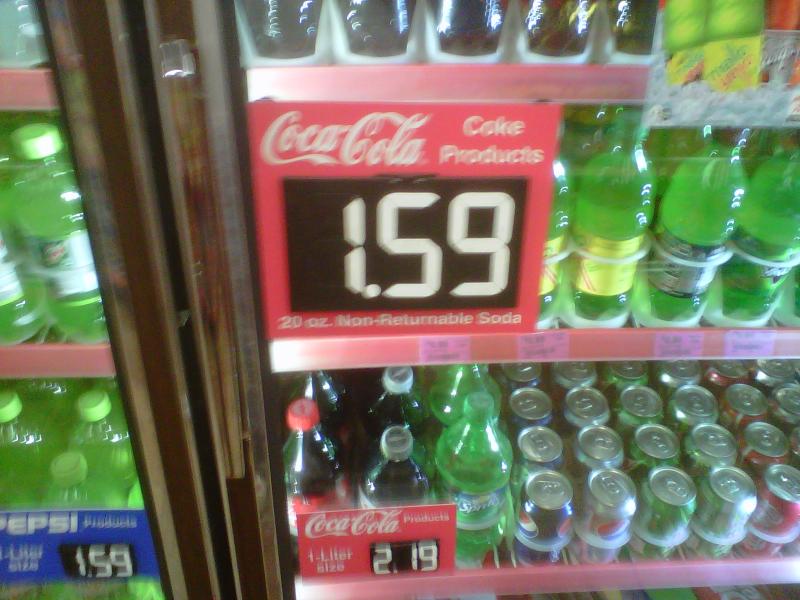 Coca-Cola
Coke
Products
1.59
20 oz. Non-Returnable Soda
PEPSI Products
1-Liter
size
1.59
Coca-Cola Products
1-Liter
size
2.19
Sprite